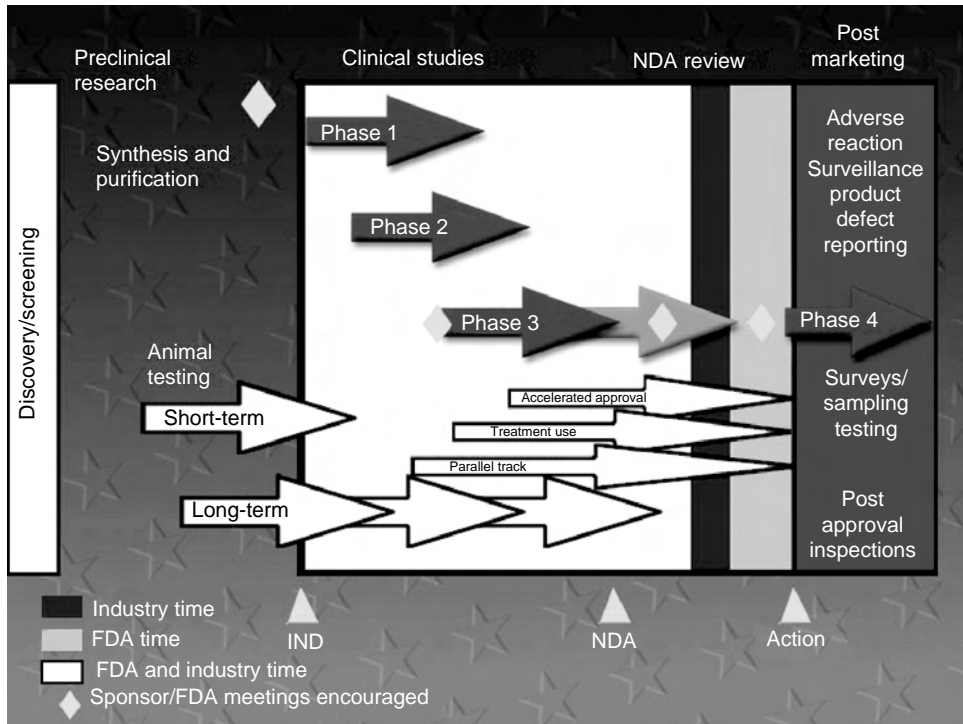 Preclinical
research
Clinical studies
NDA review
Post
marketing
Discovery/screening
Synthesis and
purification
Phase 1
Phase 2
Phase 3
Phase 4
Adverse
reaction
Surveillance
product
defect
reporting
Animal
testing
Short-term
Long-term
Accelerated approval
Treatment use
Parallel track
Surveys/
sampling
testing
Post
approval
inspections
IND
NDA
Action
Industry time
FDA time
FDA and industry time
Sponsor/FDA meetings encouraged